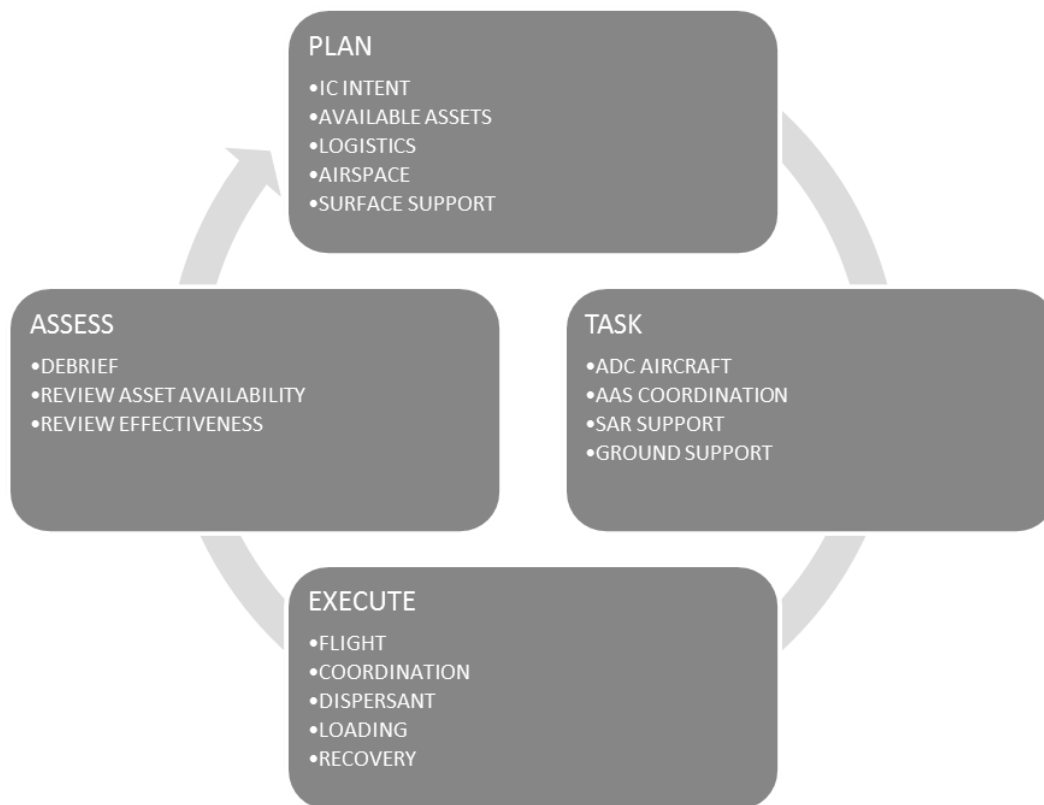 PLAN
•IC INTENT
•AVAILABLE ASSETS
•LOGISTICS
•AIRSPACE
•SURFACE SUPPORT
TASK
•ADC AIRCRAFT
•AAS COORDINATION
•SAR SUPPORT
•GROUND SUPPORT
EXECUTE
•FLIGHT
•COORDINATION
•DISPERSANT
•LOADING
•RECOVERY
ASSESS
•DEBRIEF
•REVIEW ASSET AVAILABILITY
•REVIEW EFFECTIVENESS